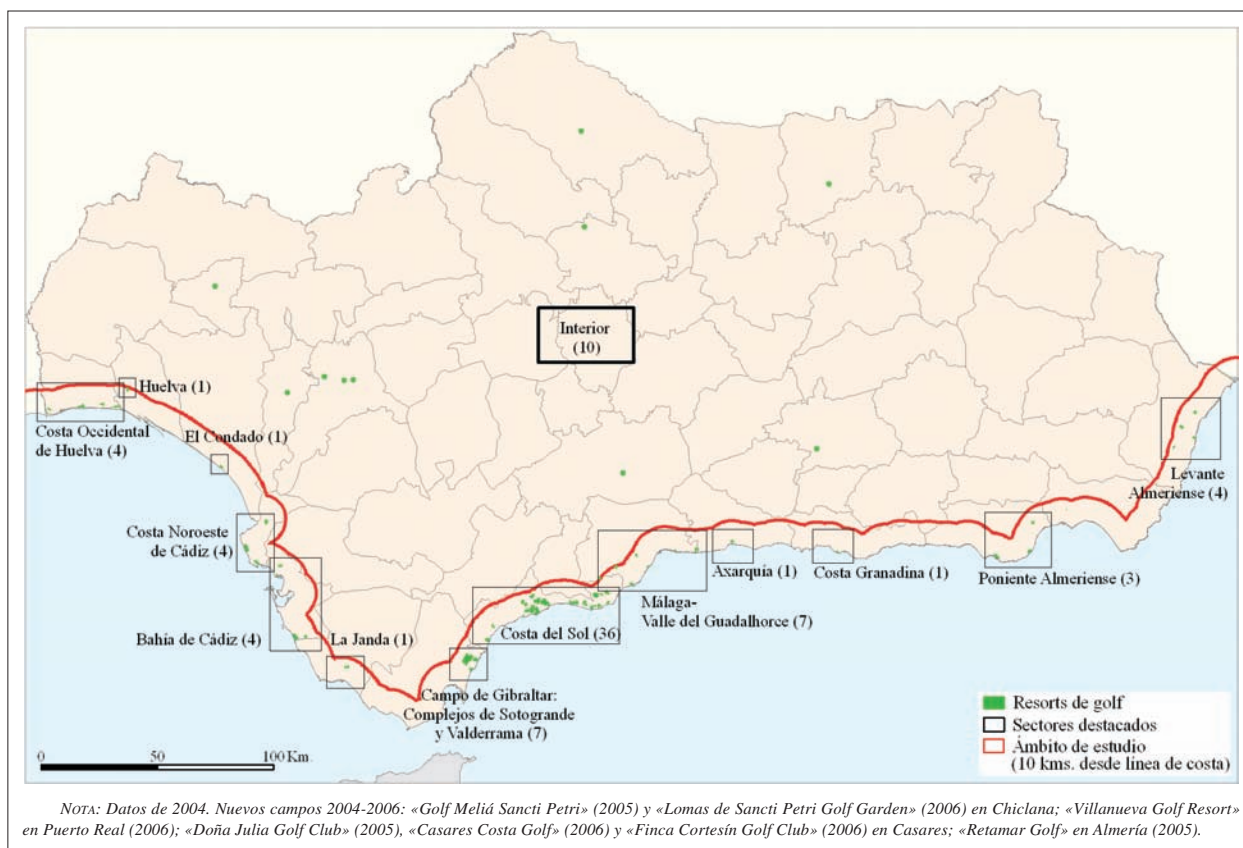 Interior
(10)
Huelva (1)
Costa Occidental
de Huelva (4)
El Condado (1)
Costa Noroeste
de Cádiz (4)
Bahía de Cádiz (4)
La Janda (1)
Campo de Gibraltar:
Complejos de Sotogrande
y Valderrama (7)
Costa del Sol (36)
Málaga-
Valle del Guadalhorce (7)
Axarquía (1)
Costa Granadina (1)
Poniente Almeriense (3)
Levante
Almeriense (4)
Resorts de golf
Sectores destacados
Ámbito de estudio
(10 kms. desde línea de costa)
0 50 100 Km.
NOTA: Datos de 2004. Nuevos campos 2004-2006: «Golf Meliá Sancti Petri» (2005) y «Lomas de Sancti Petri Golf Garden» (2006) en Chiclana; «Villanueva Golf Resort»
en Puerto Real (2006); «Doña Julia Golf Club» (2005), «Casares Costa Golf» (2006) y «Finca Cortesín Golf Club» (2006) en Casares; «Retamar Golf» en Almería (2005).